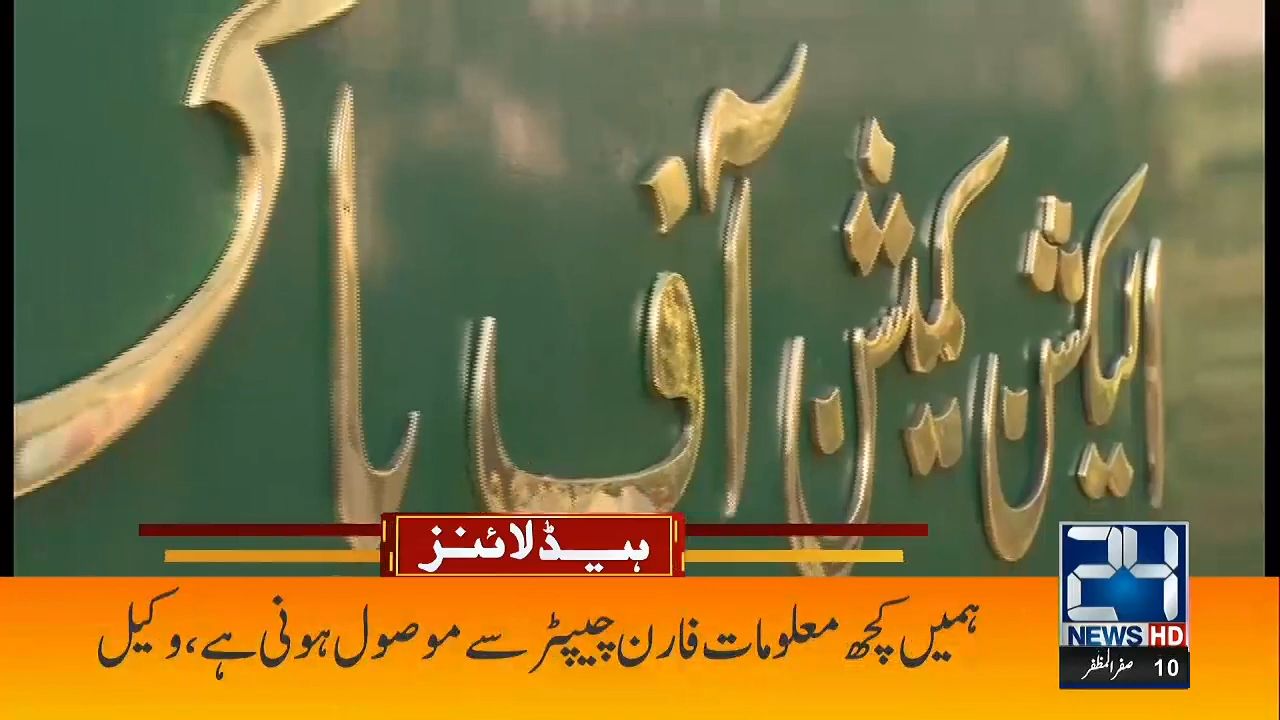 الیکشن کمیشن آف پا
ہیڈلائنز
ہمیں کچھ معلومات فارن چیپٹر سے موصول ہونی ہے، وکیل
24
NEWS HD
10 صفر المظفر